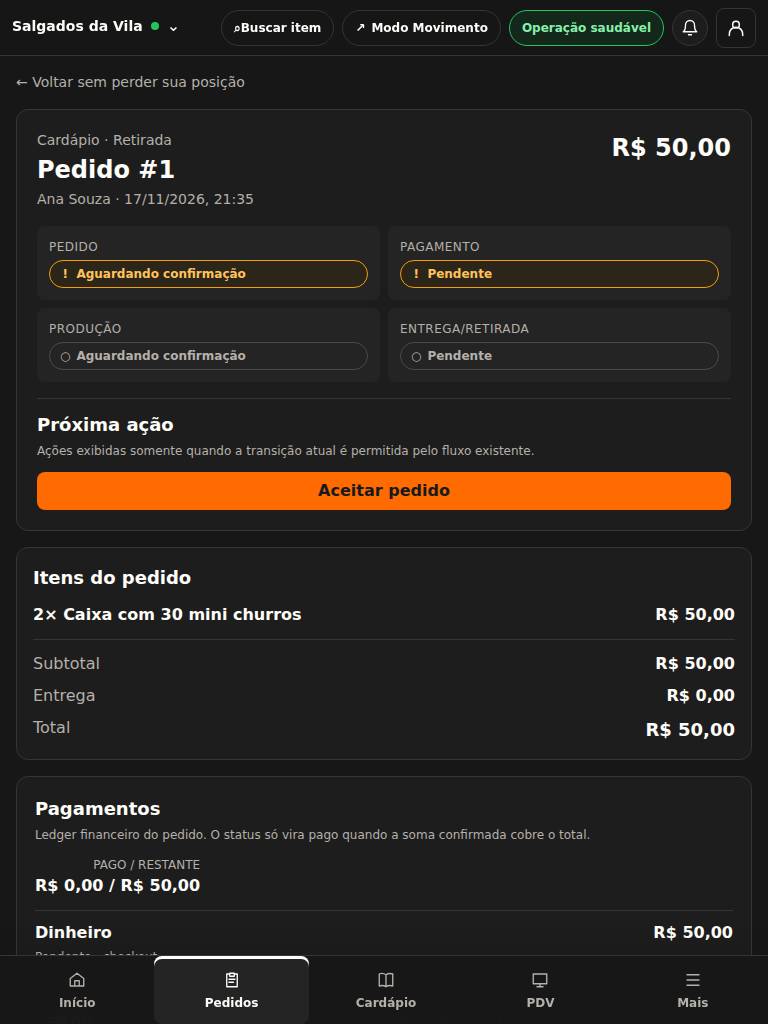 Salgados da Vila
Buscar item
↗ Modo Movimento
Operação saudável
← Voltar sem perder sua posição
Cardápio · Retirada
Pedido #1
R$ 50,00
Ana Souza · 17/11/2026, 21:35
PEDIDO
! Aguardando confirmação
PAGAMENTO
! Pendente
PRODUÇÃO
○ Aguardando confirmação
ENTREGA/RETIRADA
○ Pendente
Próxima ação
Ações exibidas somente quando a transição atual é permitida pelo fluxo existente.
Aceitar pedido
Itens do pedido
2× Caixa com 30 mini churros R$ 50,00
Subtotal R$ 50,00
Entrega R$ 0,00
Total R$ 50,00
Pagamentos
Ledger financeiro do pedido. O status só vira pago quando a soma confirmada cobre o total.
PAGO / RESTANTE
R$ 0,00 / R$ 50,00
Dinheiro R$ 50,00
Início
Pedidos
Cardápio
PDV
Mais